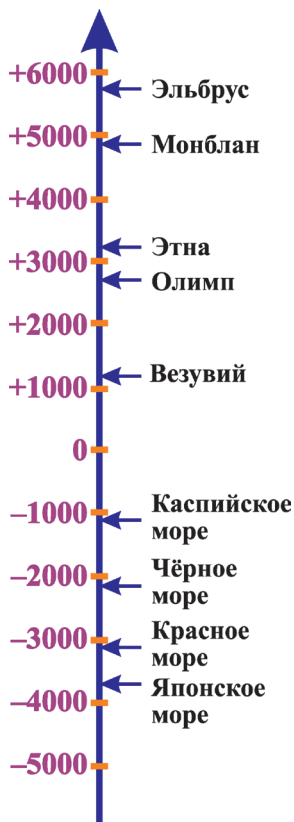 +6000
Эльбрус
+5000
Монблан
+4000
Этна
+3000
Олимп
+2000
Везувий
+1000
0
Каспийское
–1000
море
Чёрное
–2000
море
Красное
–3000
море
Японское
–4000
море
–5000